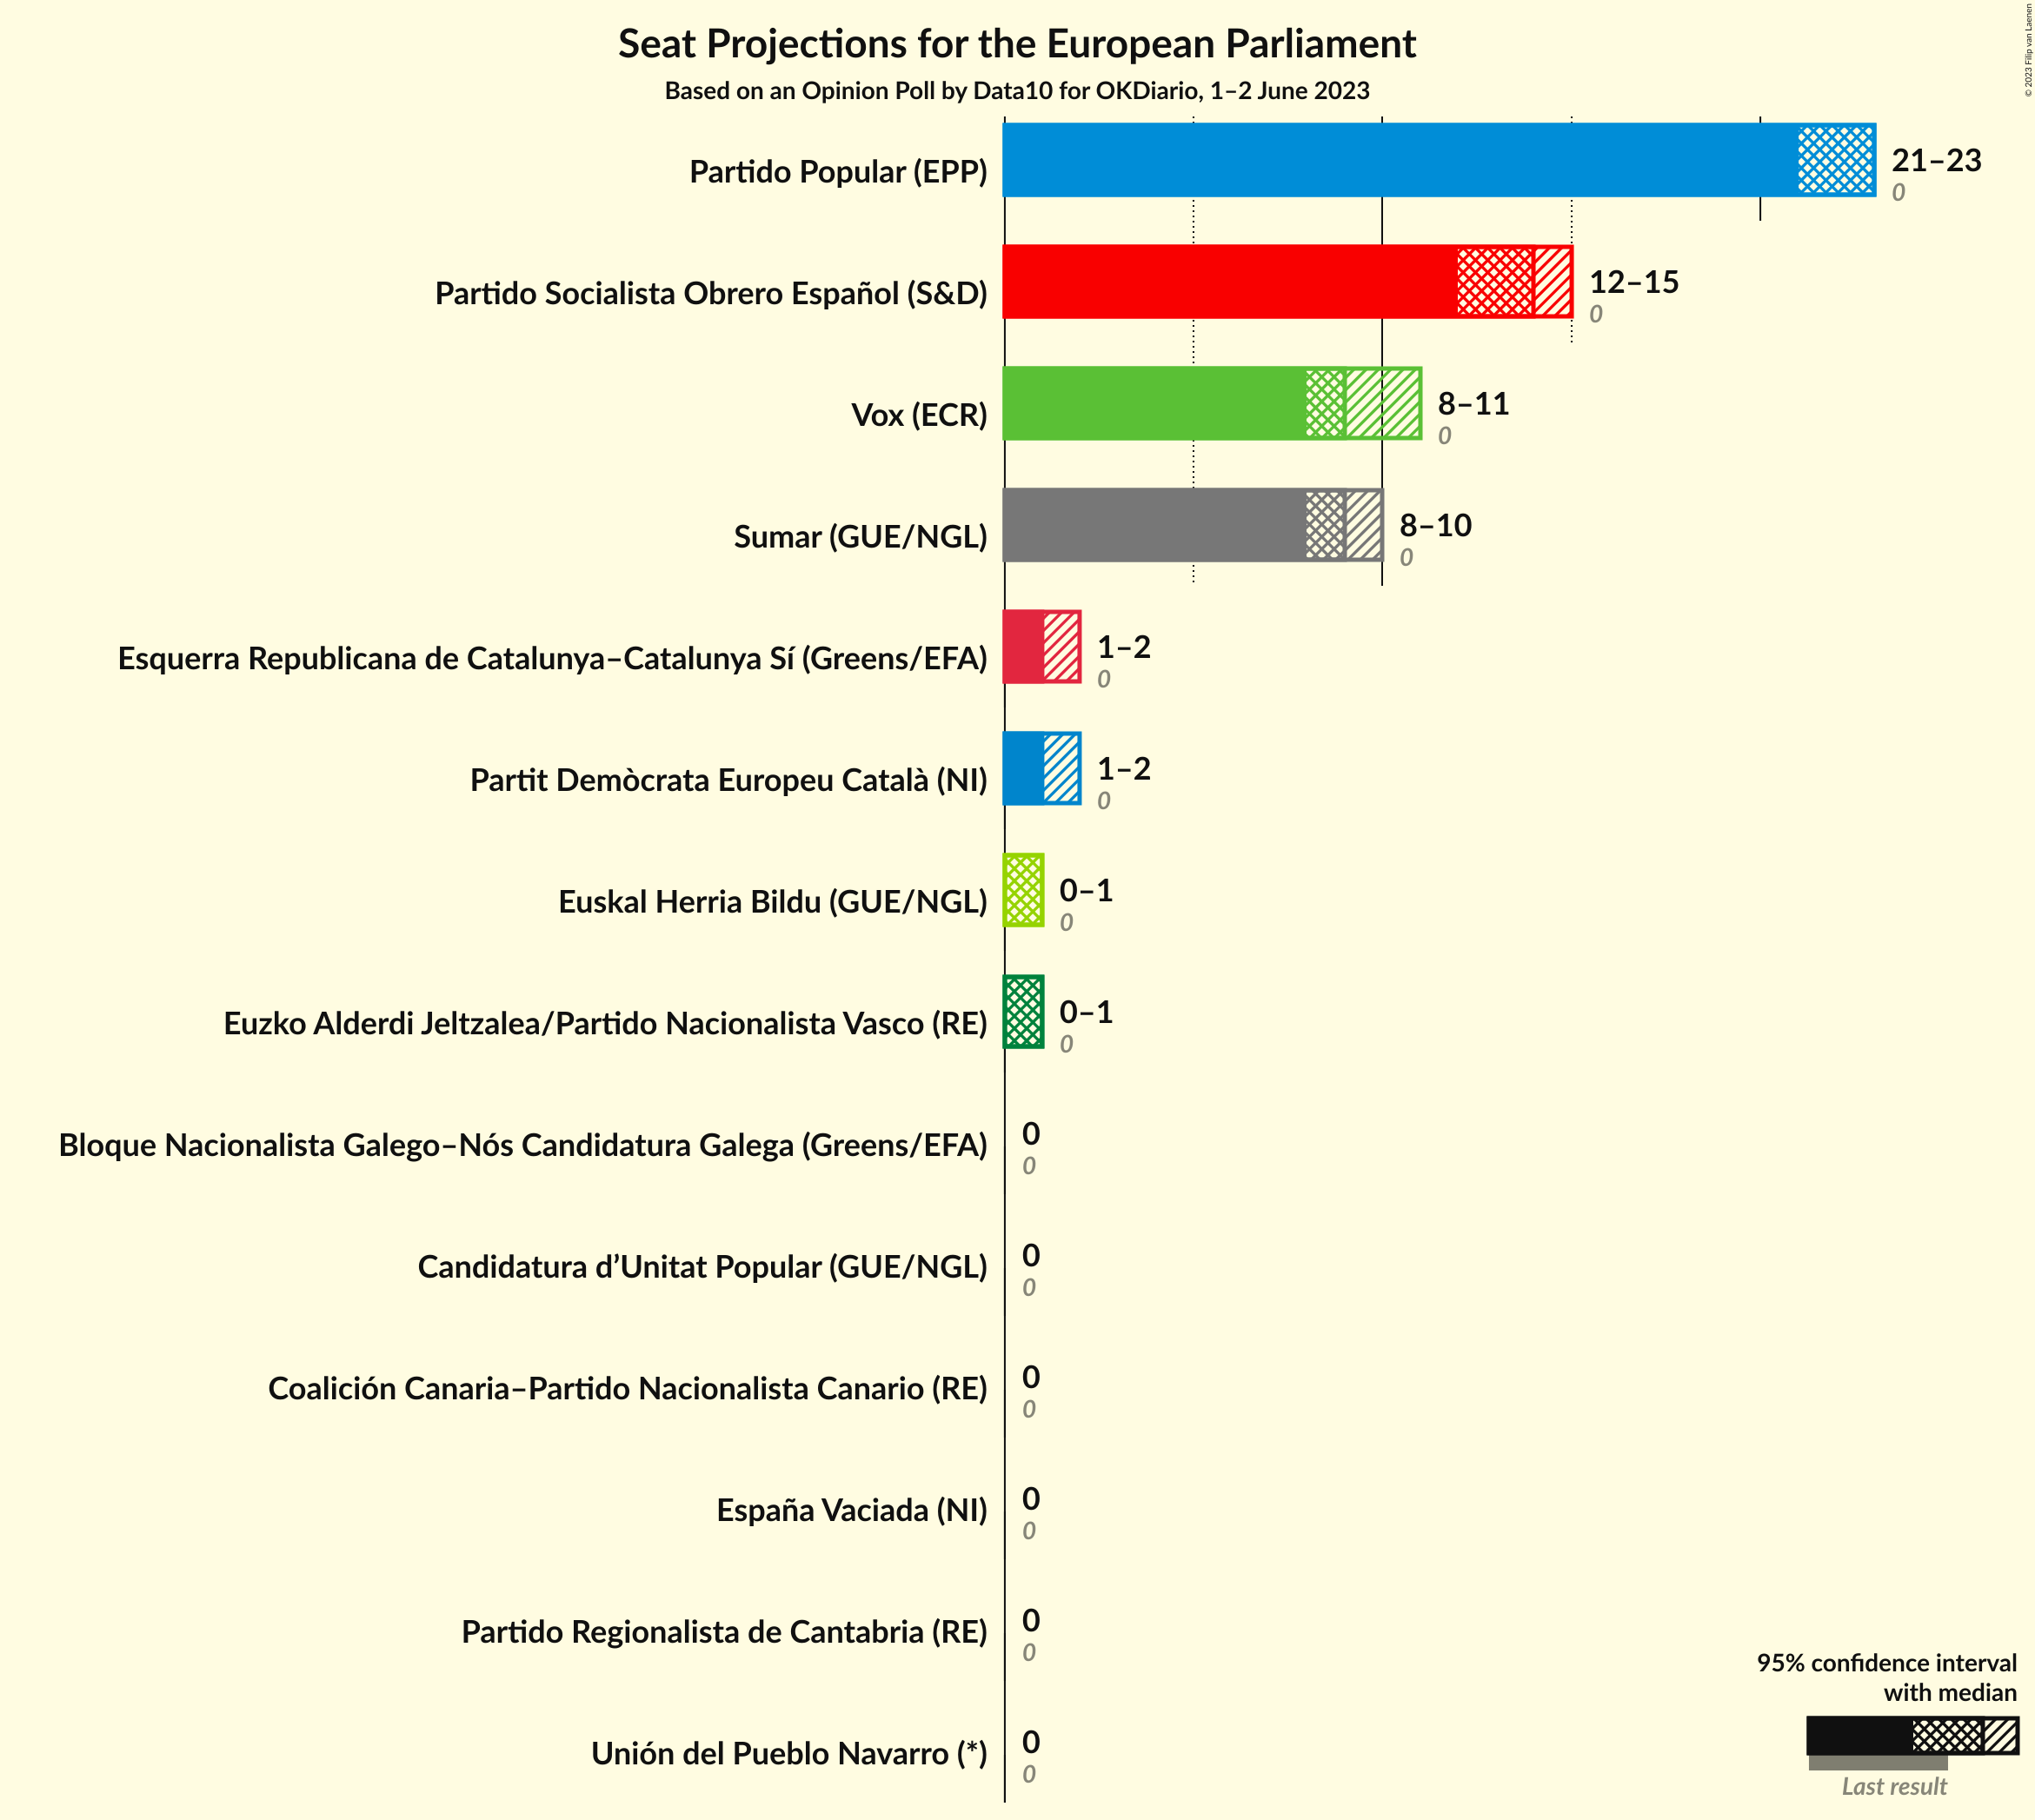 Seat Projections for the European Parliament
Based on an Opinion Poll by Data10 for OKDiario, 1–2 June 2023
© 2023 Filip van Laenen
Partido Popular (EPP)
21–23
0
Partido Socialista Obrero Español (S&D)
12–15
0
Vox (ECR)
8–11
0
Sumar (GUE/NGL)
8–10
0
Esquerra Republicana de Catalunya–Catalunya Sí (Greens/EFA)
1–2
0
Partit Demòcrata Europeu Català (NI)
1–2
0
Euskal Herria Bildu (GUE/NGL)
0–1
0
Euzko Alderdi Jeltzalea/Partido Nacionalista Vasco (RE)
0–1
0
Bloque Nacionalista Galego–Nós Candidatura Galega (Greens/EFA)
0
0
Candidatura d’Unitat Popular (GUE/NGL)
0
0
Coalición Canaria–Partido Nacionalista Canario (RE)
0
0
España Vaciada (NI)
0
0
Partido Regionalista de Cantabria (RE)
0
0
Unión del Pueblo Navarro (*)
0
0
95% confidence interval
with median
Last result